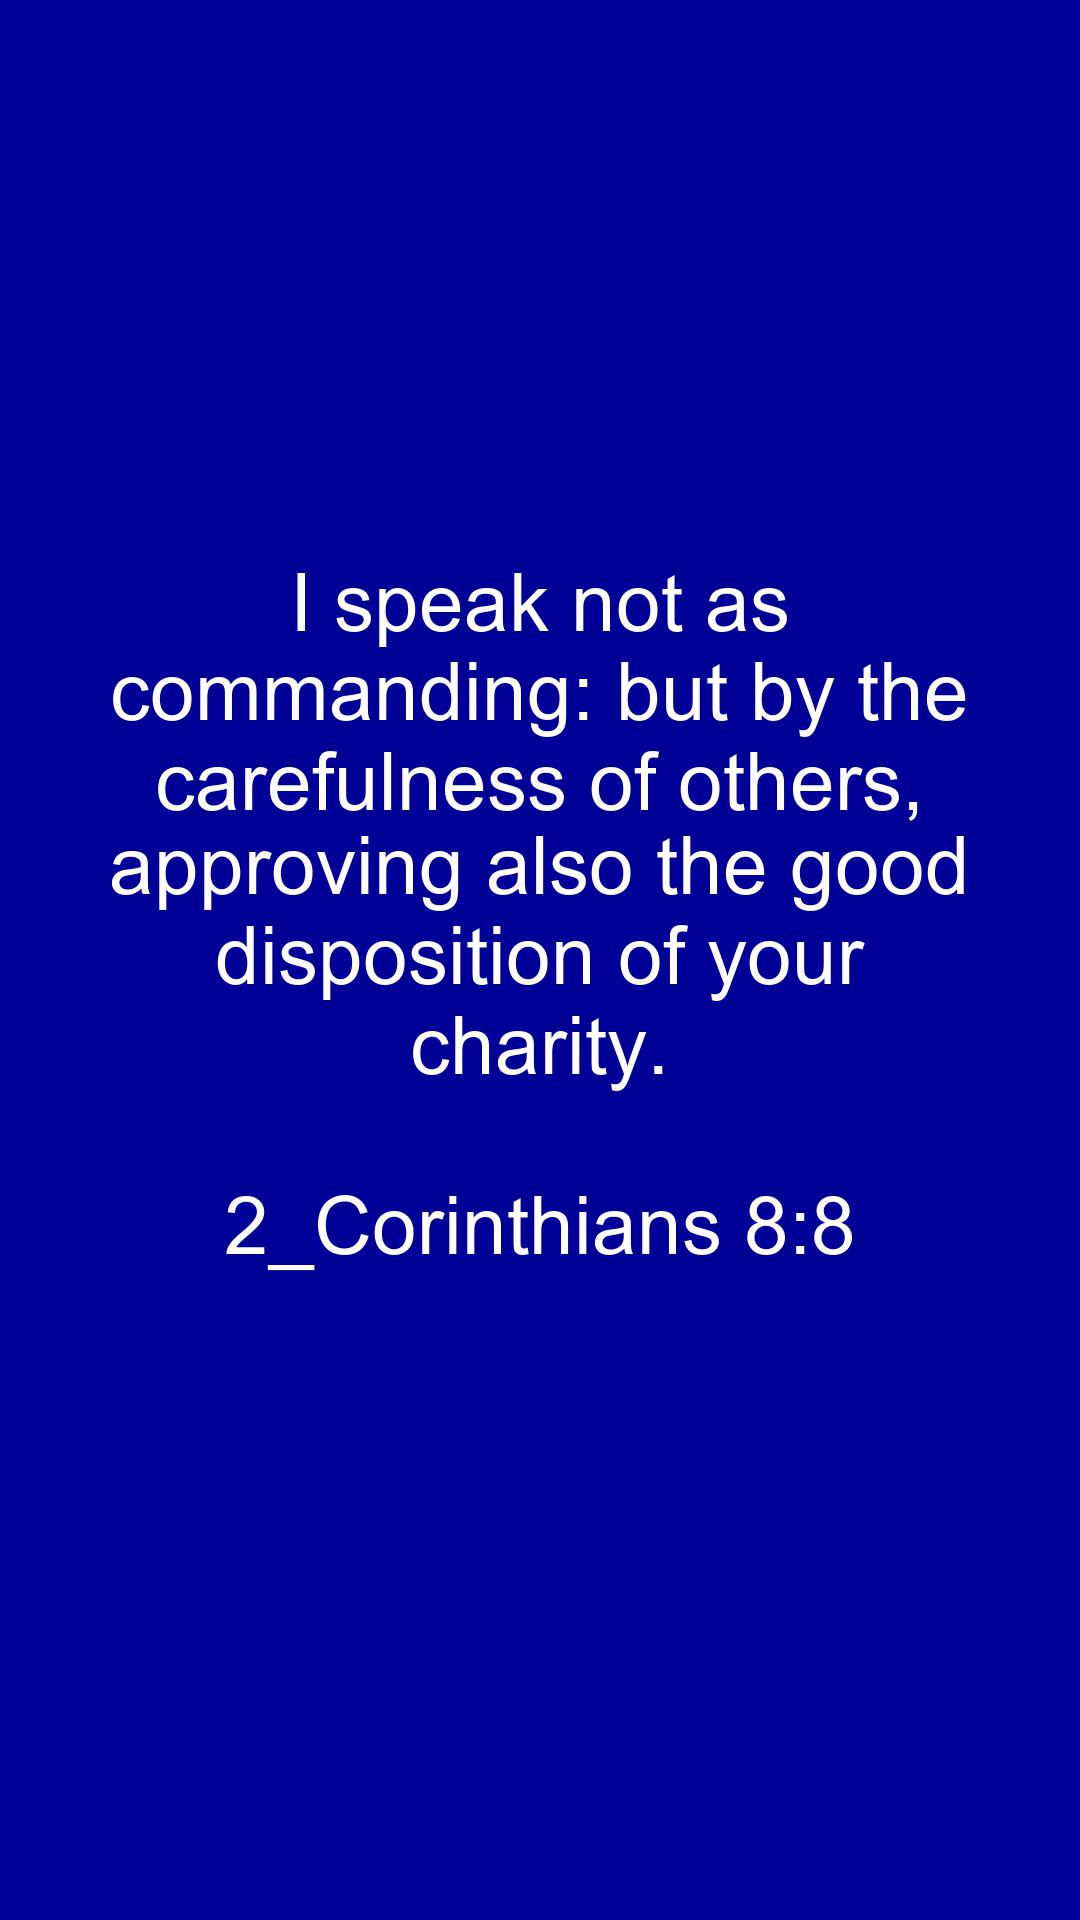 I speak not as
commanding: but by the
carefulness of others,
approving also the good
disposition of your
charity.
2_Corinthians 8:8